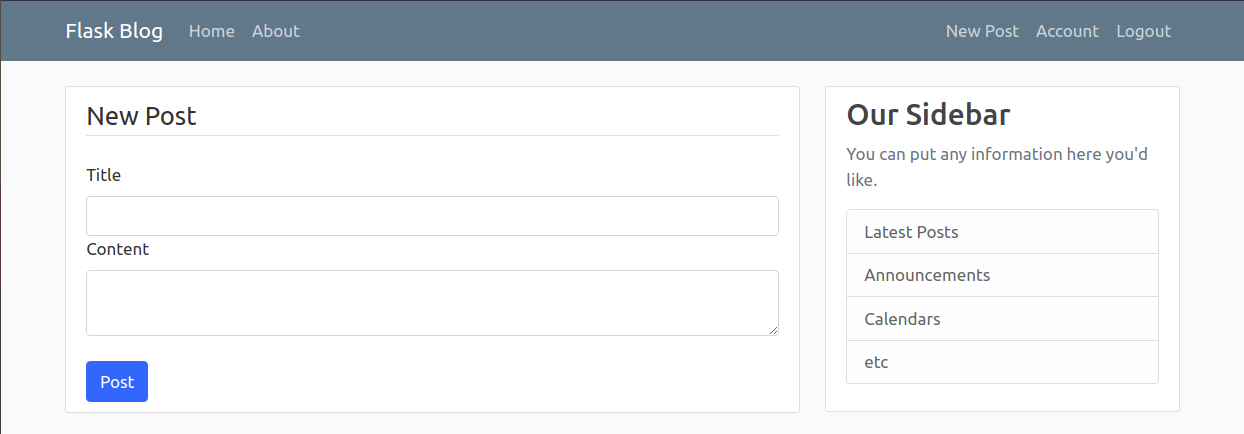 Flask Blog Home About New Post Account Logout
New Post
Title
Content
Post
Our Sidebar
You can put any information here you'd
like.
Latest Posts
Announcements
Calendars
etc